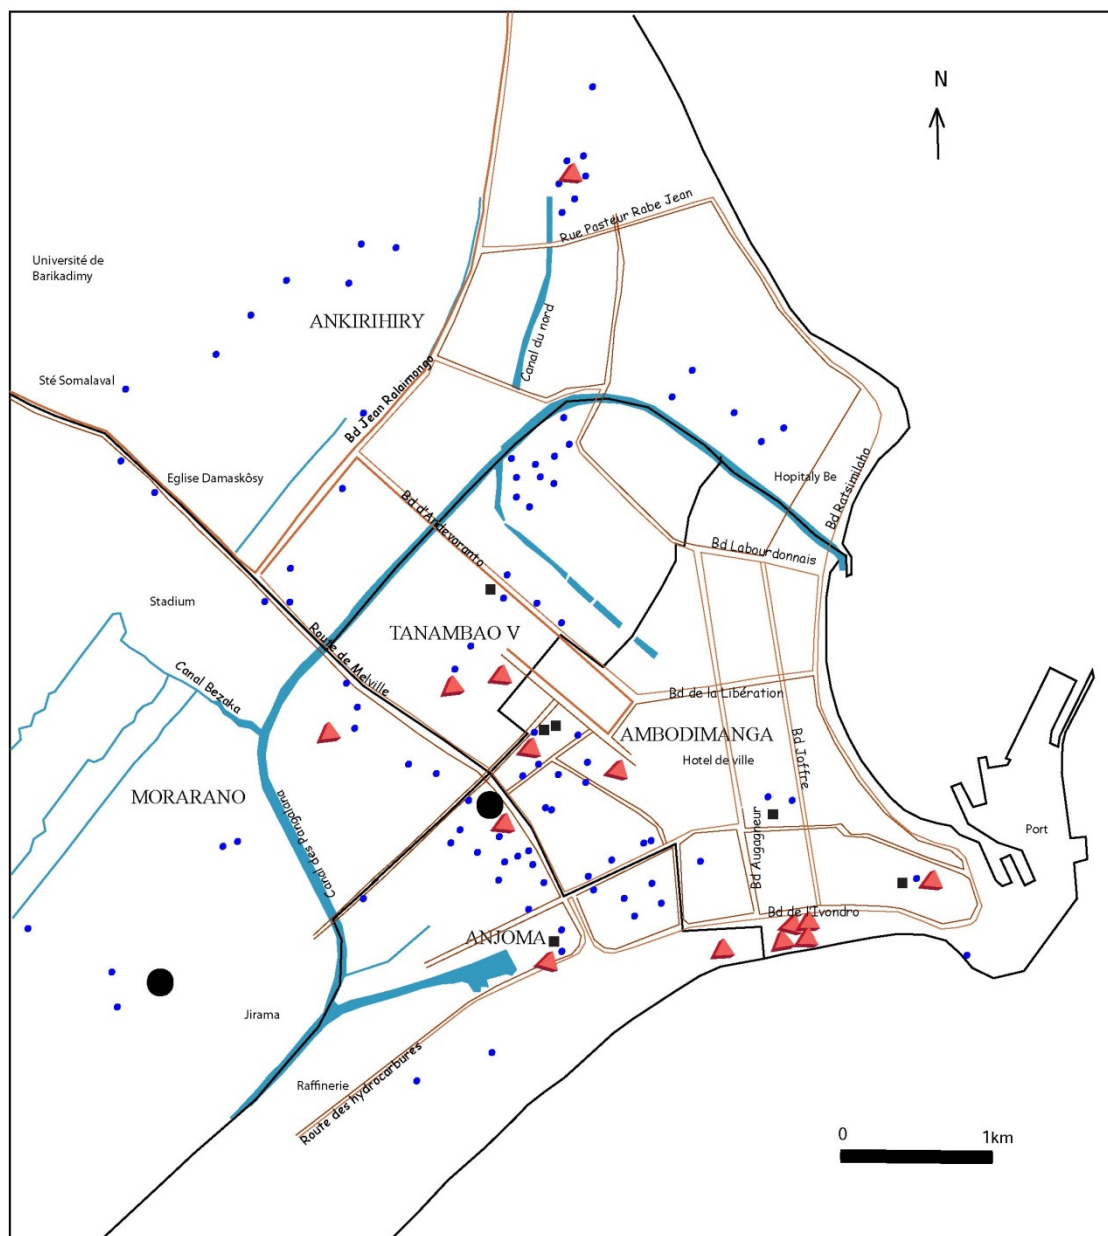 N
Rue Pasteur Rabe Jean
Université de
Barikadimy
ANKIRIHIRY
Canal du nord
Sté Somalaval
Bd Jean Ralaimongo
Eglise Damaskôsy
Hopitaly Be
Bd Ratsimilaho
Bd d'Andevoranto
Bd Labourdonnais
Stadium
TANAMBAO V
Route de Melville
Canal Bezaka
Bd de la Libération
AMBODIMANGA
Hotel de ville
Bd Joffre
MORARANO
Canal des Pangalana
Port
Bd Augagneur
Bd de l'Ivondro
ANJOMA
Jirama
Raffinerie
Route des hydrocarbures
0
1km